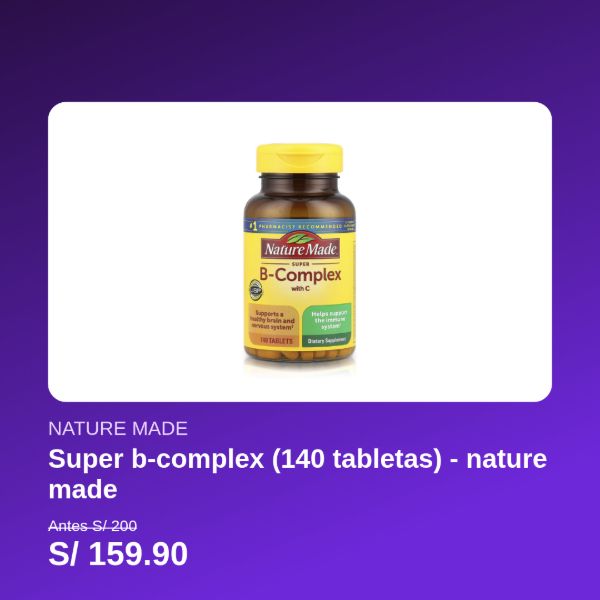 #1 PHARMACIST RECOMMENDED
Nature Made
SUPER
B-Complex
with C
Supports a
healthy brain and
nervous system†
Helps support
the immune
system†
140 TABLETS
Dietary Supplement
NATURE MADE
Super b-complex (140 tabletas) - nature
made
Antes S/ 200
S/ 159.90